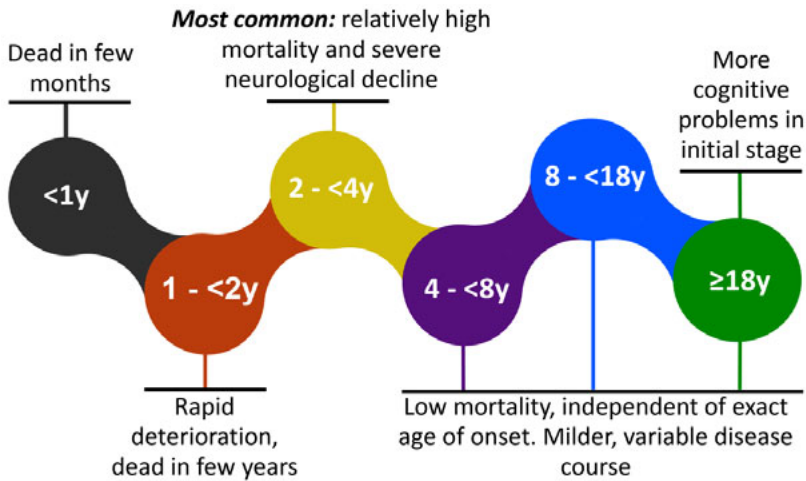 Most common: relatively high
mortality and severe
neurological decline
Dead in few
months
More
cognitive
problems in
initial stage
<1y
2 - <4y
8 - <18y
1 - <2y
4 - <8y
≥18y
Rapid
deterioration,
dead in few years
Low mortality, independent of exact
age of onset. Milder, variable disease
course